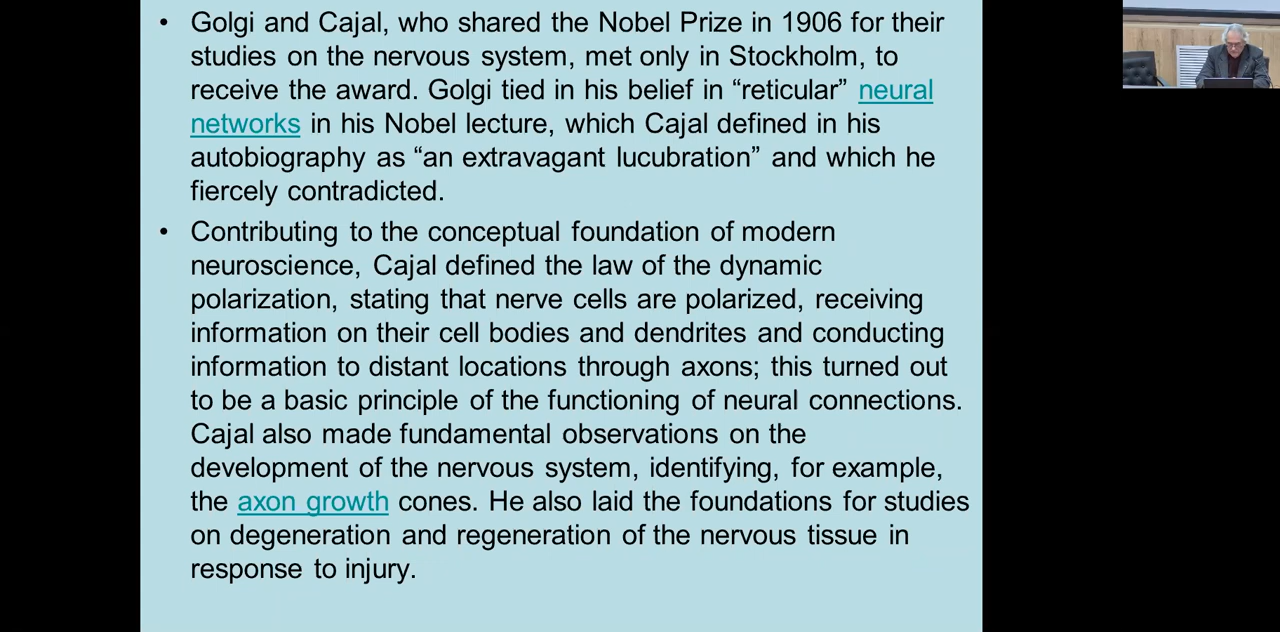 • Golgi and Cajal, who shared the Nobel Prize in 1906 for their
studies on the nervous system, met only in Stockholm, to
receive the award. Golgi tied in his belief in “reticular” neural
networks in his Nobel lecture, which Cajal defined in his
autobiography as “an extravagant lucubration” and which he
fiercely contradicted.
• Contributing to the conceptual foundation of modern
neuroscience, Cajal defined the law of the dynamic
polarization, stating that nerve cells are polarized, receiving
information on their cell bodies and dendrites and conducting
information to distant locations through axons; this turned out
to be a basic principle of the functioning of neural connections.
Cajal also made fundamental observations on the
development of the nervous system, identifying, for example,
the axon growth cones. He also laid the foundations for studies
on degeneration and regeneration of the nervous tissue in
response to injury.